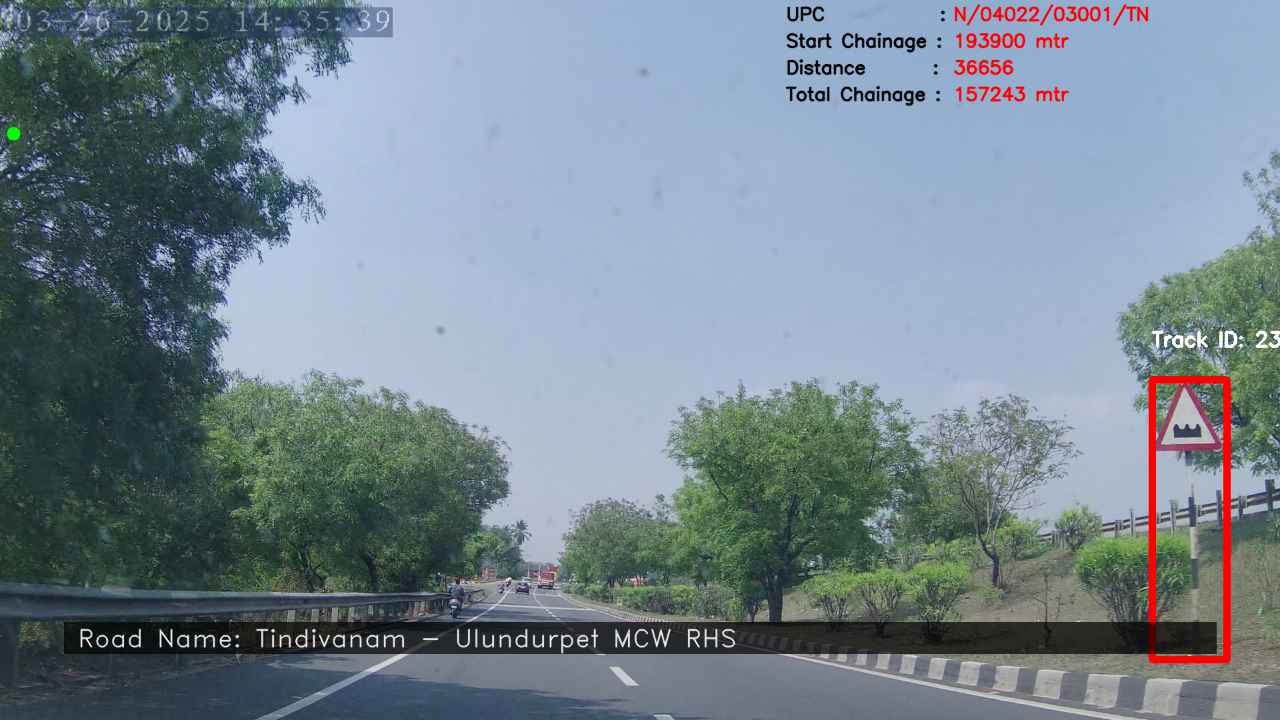 03-26-2025 14:35:39
UPC : N/04022/03001/TN
Start Chainage : 193900 mtr
Distance : 36656
Total Chainage : 157243 mtr
Track ID: 23
Road Name: Tindivanam - Ulundurpet MCW RHS